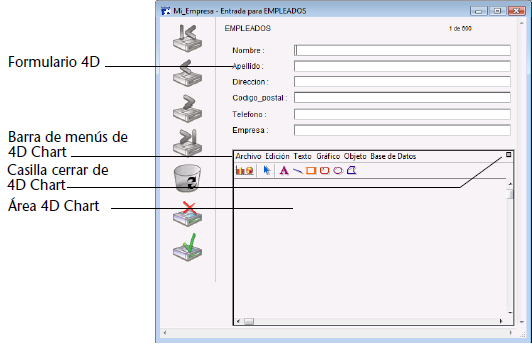 Mi_Empresa - Entrada para EMPLEADOS
EMPLEADOS
1 de 500
Nombre :
Formulario 4D
Apellido :
Direccion :
Codigo_postal :
Telefono :
Empresa :
Barra de menús de
4D Chart
Archivo Edición Texto Gráfico Objeto Base de Datos
Casilla cerrar de
4D Chart
A
Área 4D Chart